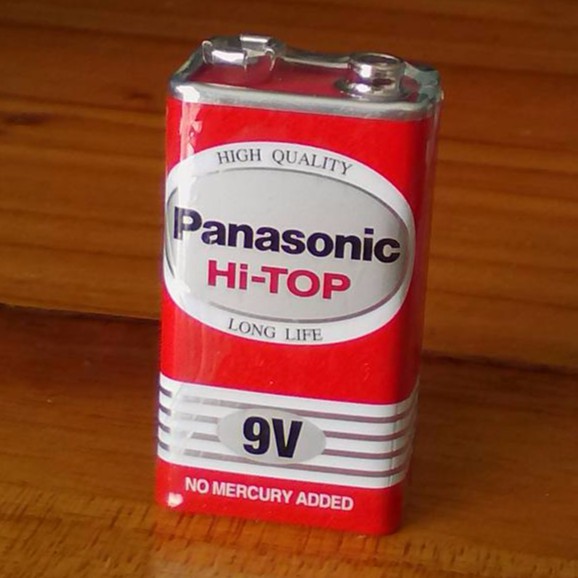 HIGH QUALITY
Panasonic
Hi-TOP
LONG LIFE
9V
NO MERCURY ADDED